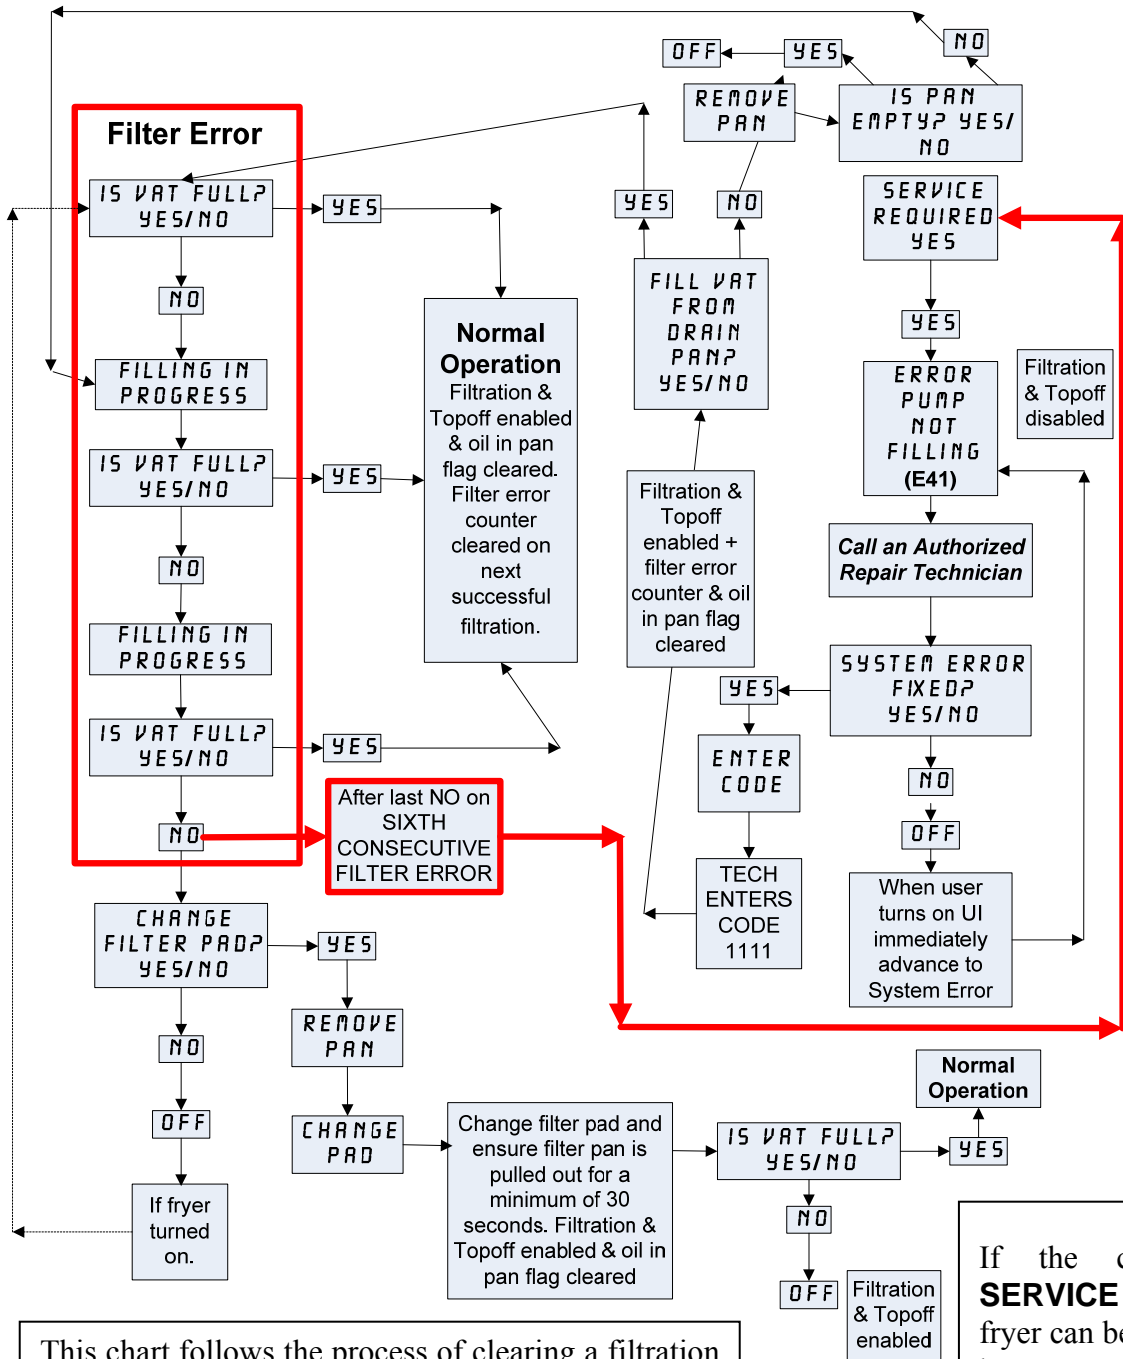 Filter Error
IS VAT FULL?
YES/NO
YES
NO
FILLING IN
PROGRESS
IS VAT FULL?
YES/NO
YES
NO
FILLING IN
PROGRESS
IS VAT FULL?
YES/NO
YES
NO
After last NO on
SIXTH
CONSECUTIVE
FILTER ERROR
CHANGE
FILTER PAD?
YES/NO
YES
NO
OFF
If fryer
turned
on.
REMOVE
PAN
CHANGE
PAD
Change filter pad and
ensure filter pan is
pulled out for a
minimum of 30
seconds. Filtration &
Topoff enabled & oil in
pan flag cleared
IS VAT FULL?
YES/NO
YES
Normal
Operation
NO
OFF
Filtration
& Topoff
enabled
Normal
Operation
Filtration &
Topoff enabled
& oil in pan
flag cleared.
Filter error
counter
cleared on
next
successful
filtration.
OFF
YES
NO
REMOVE
PAN
IS PAN
EMPTY? YES/
NO
YES
NO
FILL VAT
FROM
DRAIN
PAN?
YES/NO
Filtration &
Topoff
enabled +
filter error
counter & oil
in pan flag
cleared
SERVICE
REQUIRED
YES
YES
ERROR
PUMP
NOT
FILLING
(E41)
Filtration
& Topoff
disabled
Call an Authorized
Repair Technician
SYSTEM ERROR
FIXED?
YES/NO
YES
ENTER
CODE
TECH
ENTERS
CODE
1111
NO
OFF
When user
turns on UI
immediately
advance to
System Error
If the
SERVICE
fryer can be
This chart follows the process of clearing a filtration